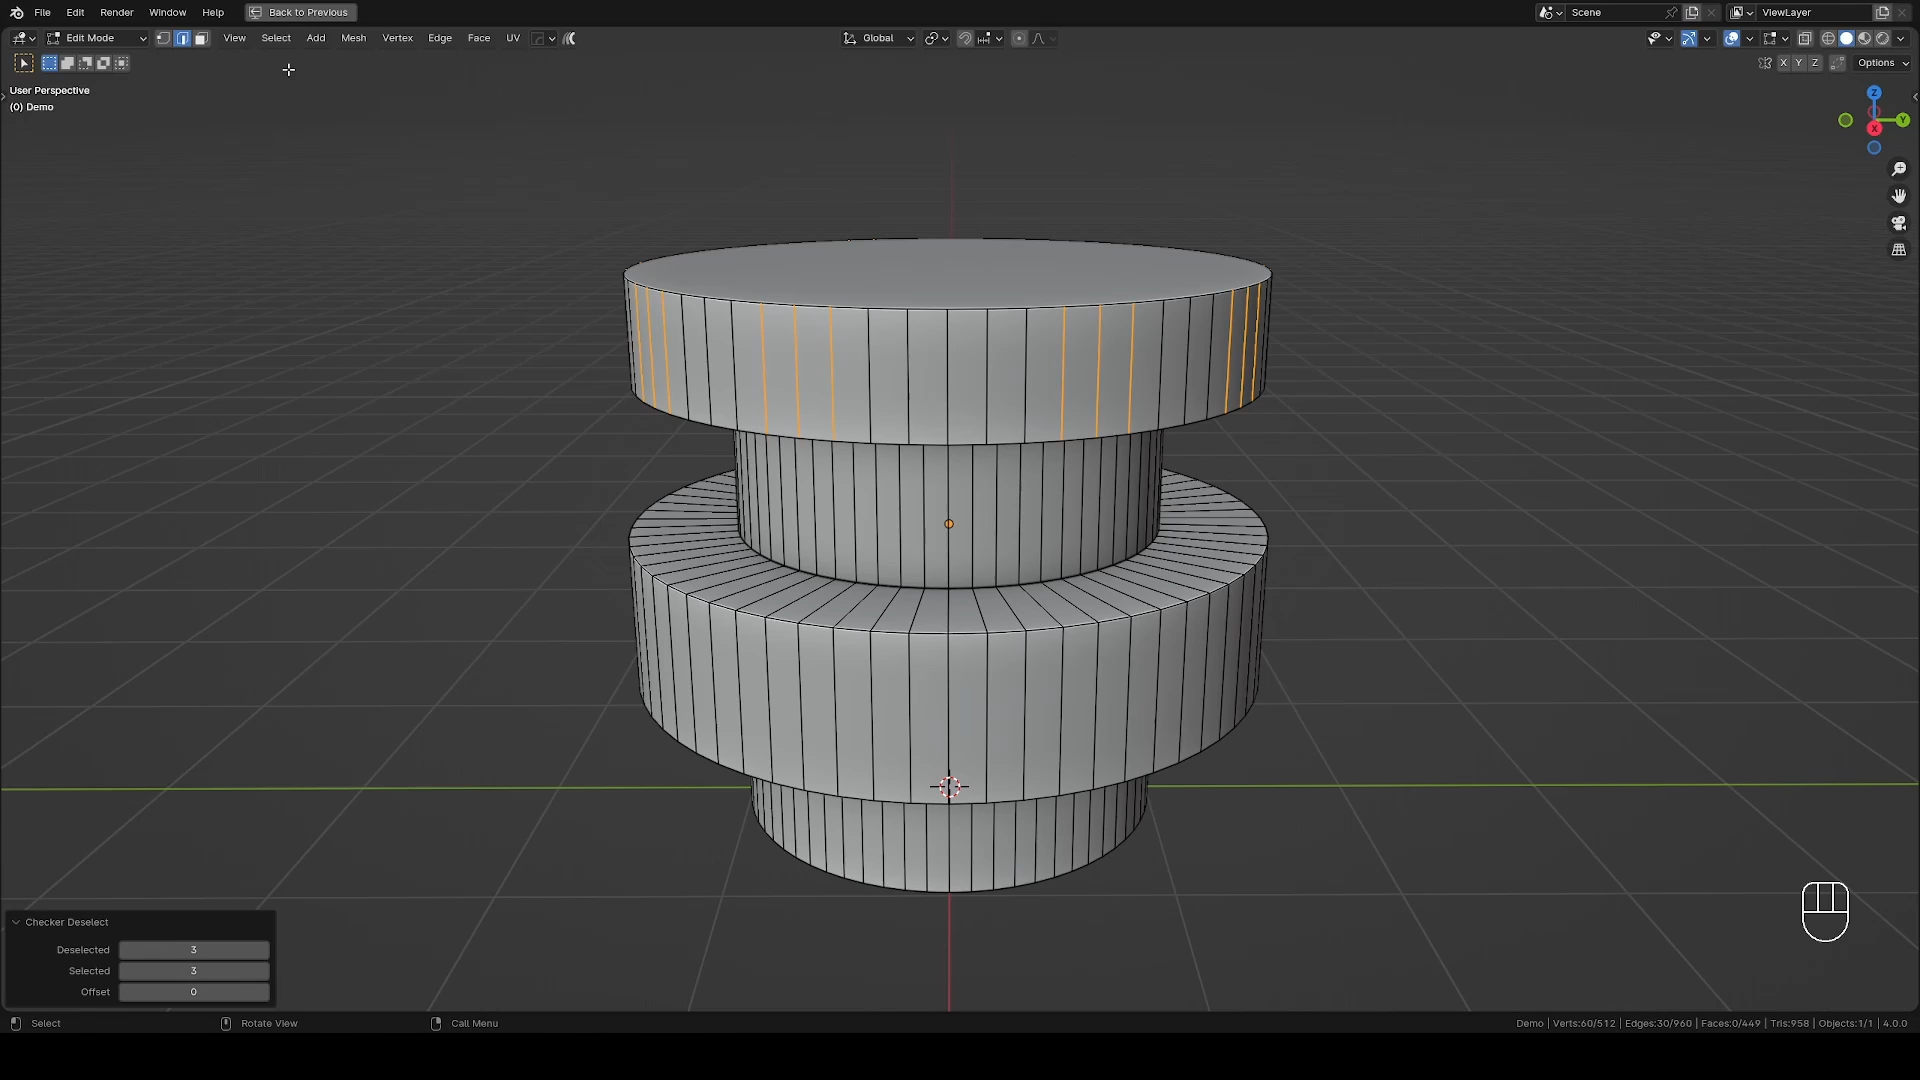 File Edit Render Window Help Back to Previous Scene ViewLayer
Edit Mode View Select Add Mesh Vertex Edge Face UV Global
X Y Z Options
User Perspective
(0) Demo
Z
Y
X
Checker Deselect
Deselected 3
Selected 3
Offset 0
Select Rotate View Call Menu Demo | Verts:60/512 | Edges:30/960 | Faces:0/449 | Tris:958 | Objects:1/1 | 4.0.0